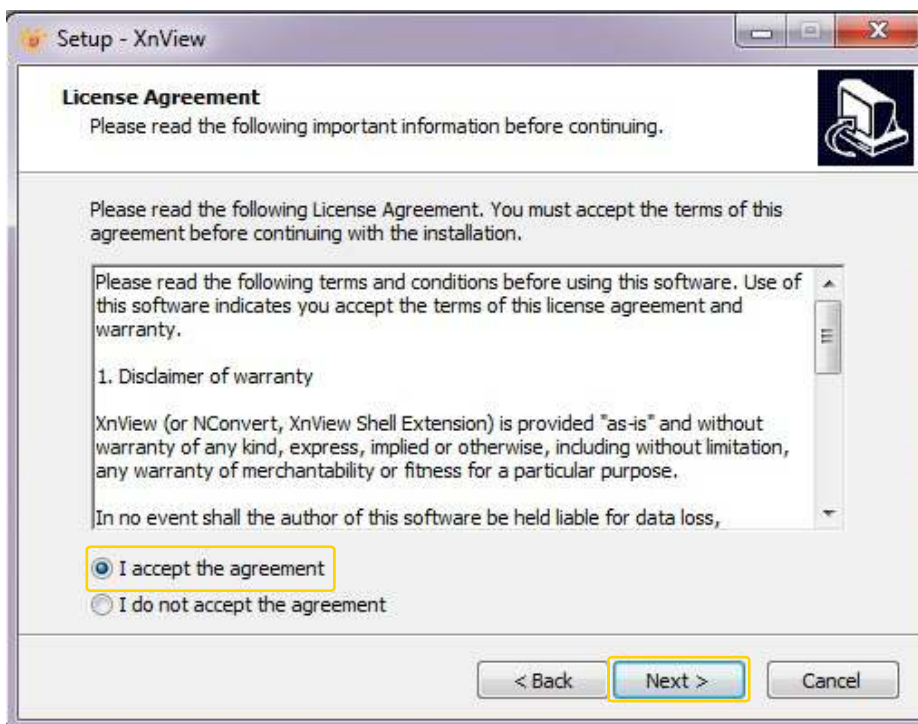 Setup - XnView
License Agreement
Please read the following important information before continuing.
Please read the following License Agreement. You must accept the terms of this
agreement before continuing with the installation.
Please read the following terms and conditions before using this software. Use of
this software indicates you accept the terms of this license agreement and
warranty.
1. Disclaimer of warranty
XnView (or NConvert, XnView Shell Extension) is provided "as-is" and without
warranty of any kind, express, implied or otherwise, including without limitation,
any warranty of merchantability or fitness for a particular purpose.
In no event shall the author of this software be held liable for data loss,
I accept the agreement
I do not accept the agreement
< Back Next > Cancel